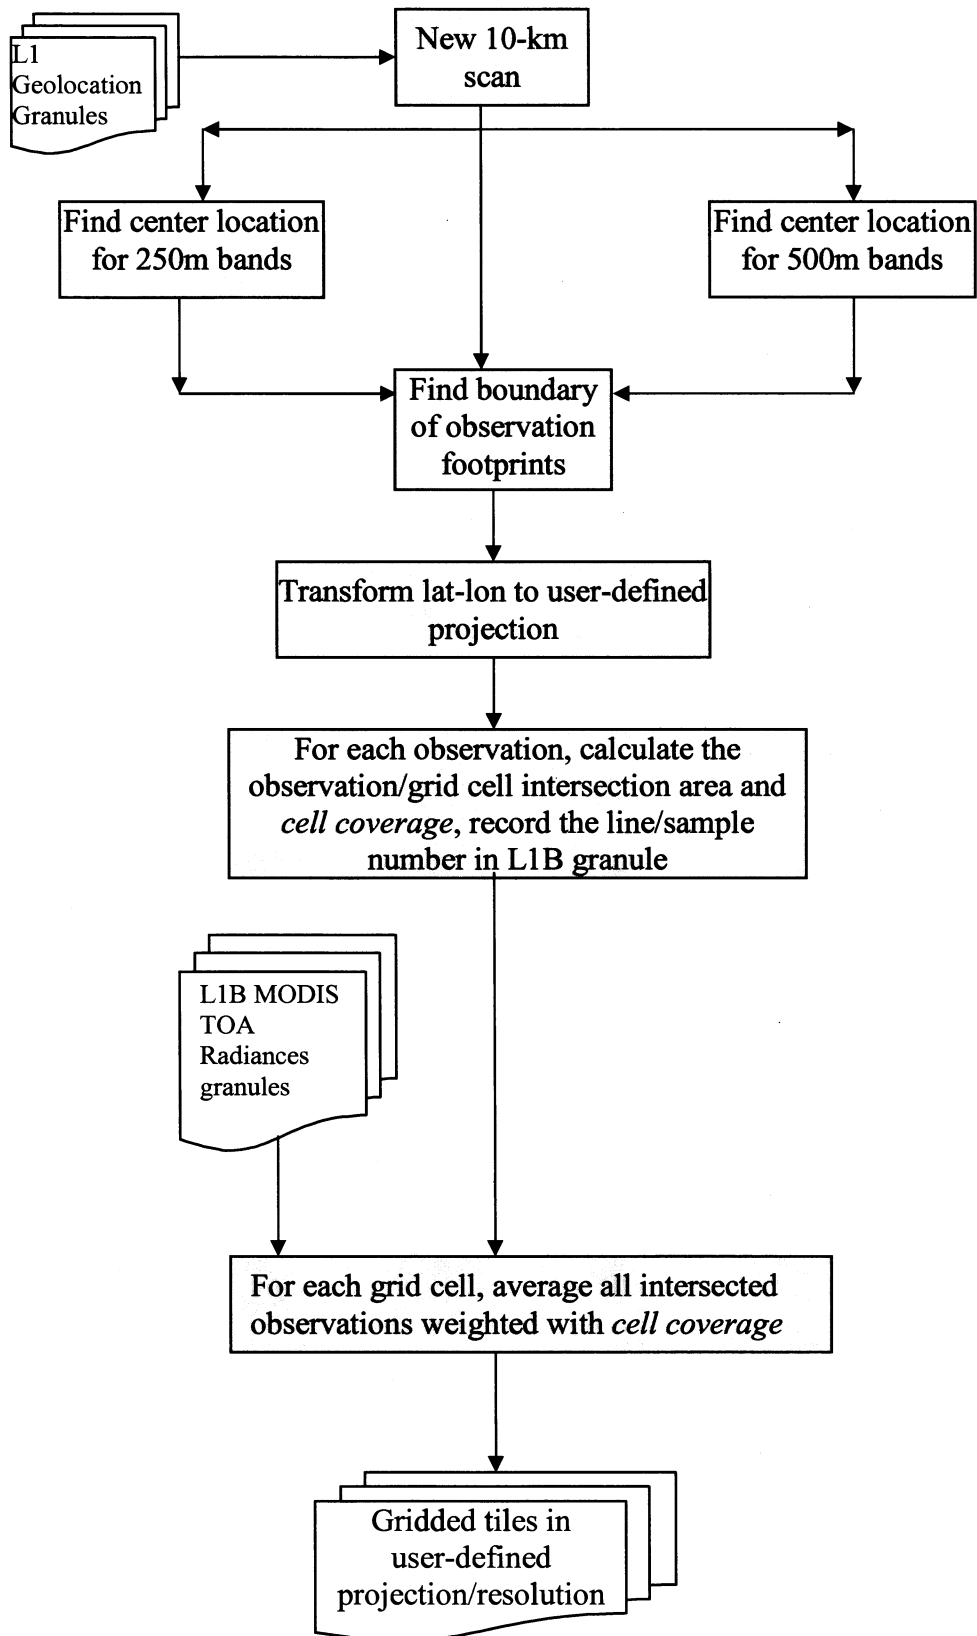 L1
Geolocation
Granules
New 10-km
scan
Find center location
for 250m bands
Find center location
for 500m bands
Find boundary
of observation
footprints
Transform lat-lon to user-defined
projection
For each observation, calculate the
observation/grid cell intersection area and
cell coverage, record the line/sample
number in L1B granule
L1B MODIS
TOA
Radiances
granules
For each grid cell, average all intersected
observations weighted with cell coverage
Gridded tiles in
user-defined
projection/resolution